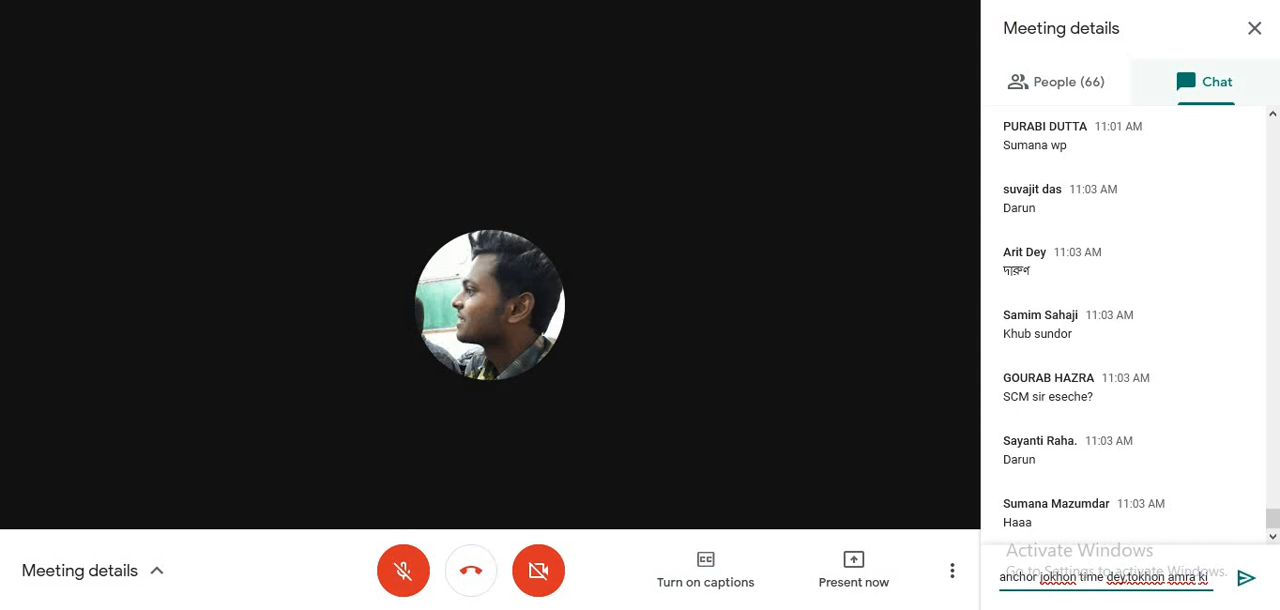 Meeting details
People (66)
Chat
PURABI DUTTA 11:01 AM
Sumana wp
suvajit das 11:03 AM
Darun
Arit Dey 11:03 AM
দারুণ
Samim Sahaji 11:03 AM
Khub sundor
GOURAB HAZRA 11:03 AM
SCM sir eseche?
Sayanti Raha. 11:03 AM
Darun
Sumana Mazumdar 11:03 AM
Haaa
Activate Windows
Go to Settings to activate Windows.
anchor jokhon time dey,tokhon amra ki
Meeting details
Turn on captions
Present now